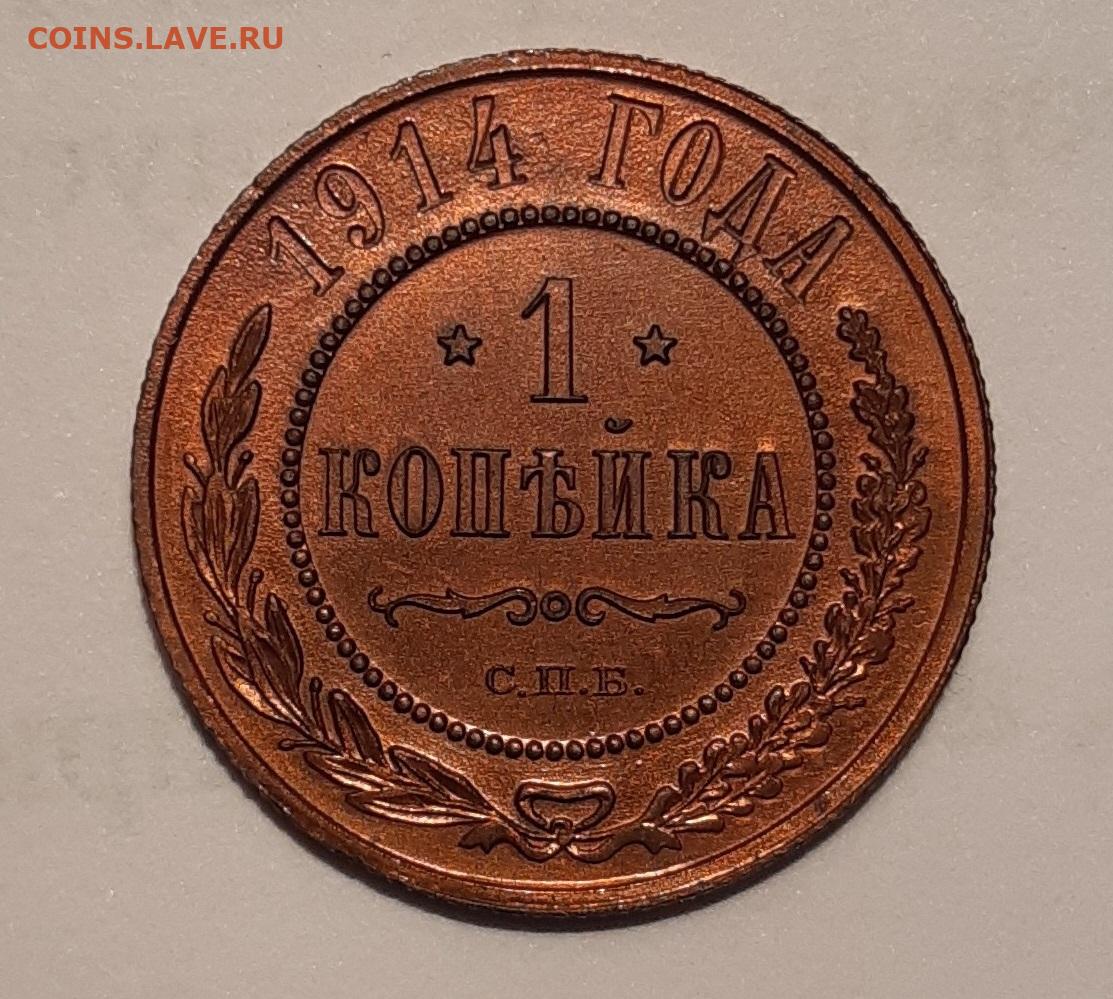 COINS.LAVE.RU
1914 ГОДА
1
КОПѢЙКА
С.П.Б.